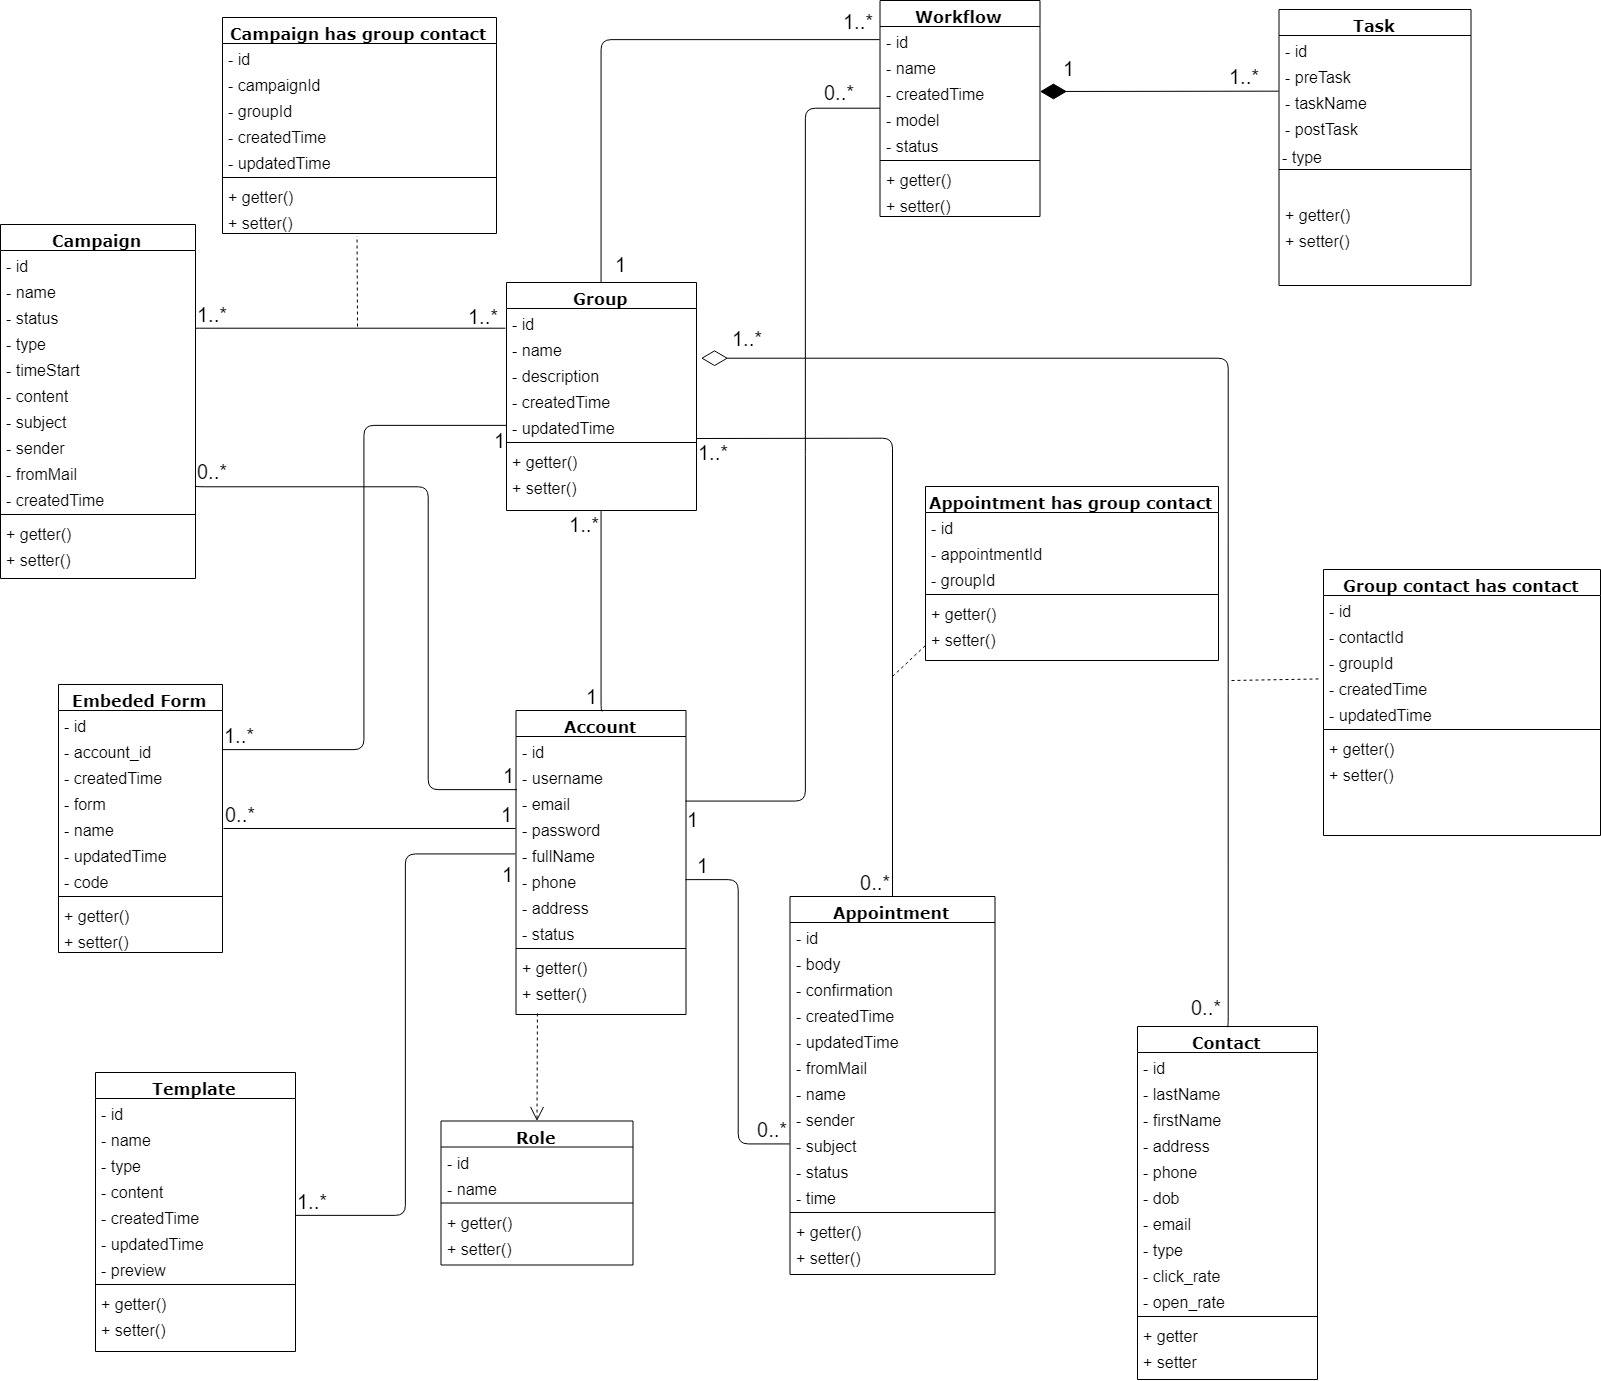 Campaign has group contact
- id
- campaignId
- groupId
- createdTime
- updatedTime
+ getter()
+ setter()
1..*
Workflow
- id
- name
- createdTime
- model
- status
+ getter()
+ setter()
0..*
1
1..*
Task
- id
- preTask
- taskName
- postTask
- type
+ getter()
+ setter()
Campaign
- id
- name
- status
- type
- timeStart
- content
- subject
- sender
- fromMail
- createdTime
+ getter()
+ setter()
1..*
1..*
0..*
1
Group
- id
- name
- description
- createdTime
- updatedTime
+ getter()
+ setter()
1..*
1
1..*
1..*
Appointment has group contact
- id
- appointmentId
- groupId
+ getter()
+ setter()
Group contact has contact
- id
- contactId
- groupId
- createdTime
- updatedTime
+ getter()
+ setter()
Embeded Form
- id
- account_id
- createdTime
- form
- name
- updatedTime
- code
+ getter()
+ setter()
1..*
0..*
1
1
1
1
Account
- id
- username
- email
- password
- fullName
- phone
- address
- status
+ getter()
+ setter()
1
1
0..*
0..*
Appointment
- id
- body
- confirmation
- createdTime
- updatedTime
- fromMail
- name
- sender
- subject
- status
- time
+ getter()
+ setter()
0..*
Contact
- id
- lastName
- firstName
- address
- phone
- dob
- email
- type
- click_rate
- open_rate
+ getter
+ setter
Template
- id
- name
- type
- content
- createdTime
- updatedTime
- preview
+ getter()
+ setter()
1..*
Role
- id
- name
+ getter()
+ setter()